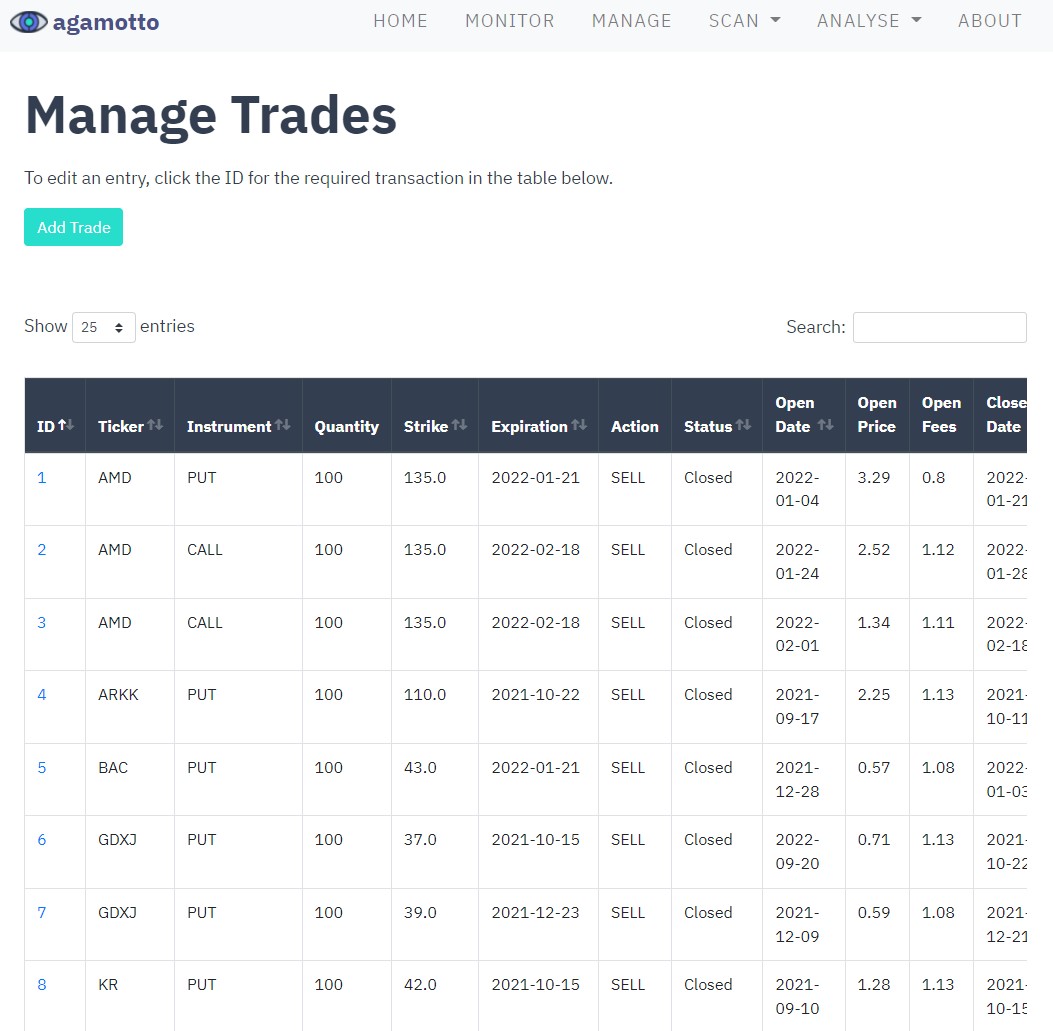 agamotto HOME MONITOR MANAGE SCAN ANALYSE ABOUT
Manage Trades
To edit an entry, click the ID for the required transaction in the table below.
Add Trade
Show 25 entries Search:
Open Open Open Close
ID Ticker Instrument Quantity Strike Expiration Action Status Date Price Fees Date
1 AMD PUT 100 135.0 2022-01-21 SELL Closed 2022- 3.29 0.8 2022-
01-04 01-21
2 AMD CALL 100 135.0 2022-02-18 SELL Closed 2022- 2.52 1.12 2022-
01-24 01-28
3 AMD CALL 100 135.0 2022-02-18 SELL Closed 2022- 1.34 1.11 2022-
02-01 02-18
4 ARKK PUT 100 110.0 2021-10-22 SELL Closed 2021- 2.25 1.13 2021-
09-17 10-11
5 BAC PUT 100 43.0 2022-01-21 SELL Closed 2021- 0.57 1.08 2022-
12-28 01-03
6 GDXJ PUT 100 37.0 2021-10-15 SELL Closed 2022- 0.71 1.13 2021-
09-20 10-22
7 GDXJ PUT 100 39.0 2021-12-23 SELL Closed 2021- 0.59 1.08 2021-
12-09 12-21
8 KR PUT 100 42.0 2021-10-15 SELL Closed 2021- 1.28 1.13 2021-
09-10 10-15